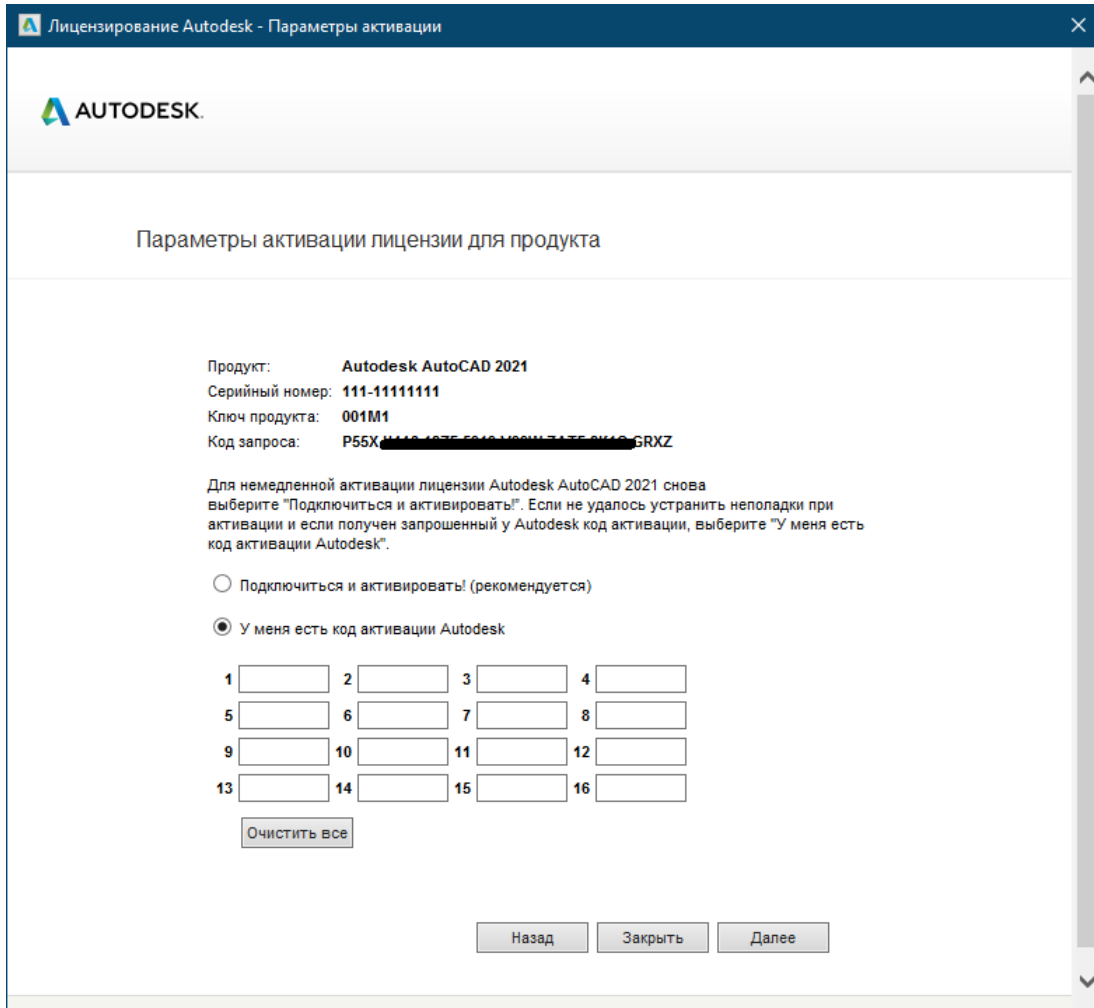 Лицензирование Autodesk - Параметры активации
AUTODESK.
Параметры активации лицензии для продукта
Продукт: Autodesk AutoCAD 2021
Серийный номер: 111-11111111
Ключ продукта: 001M1
Код запроса: P55X GRXZ
Для немедленной активации лицензии Autodesk AutoCAD 2021 снова
выберите "Подключиться и активировать!". Если не удалось устранить неполадки при
активации и если получен запрошенный у Autodesk код активации, выберите "У меня есть
код активации Autodesk".
Подключиться и активировать! (рекомендуется)
У меня есть код активации Autodesk
1 2 3 4
5 6 7 8
9 10 11 12
13 14 15 16
Очистить все
Назад Закрыть Далее